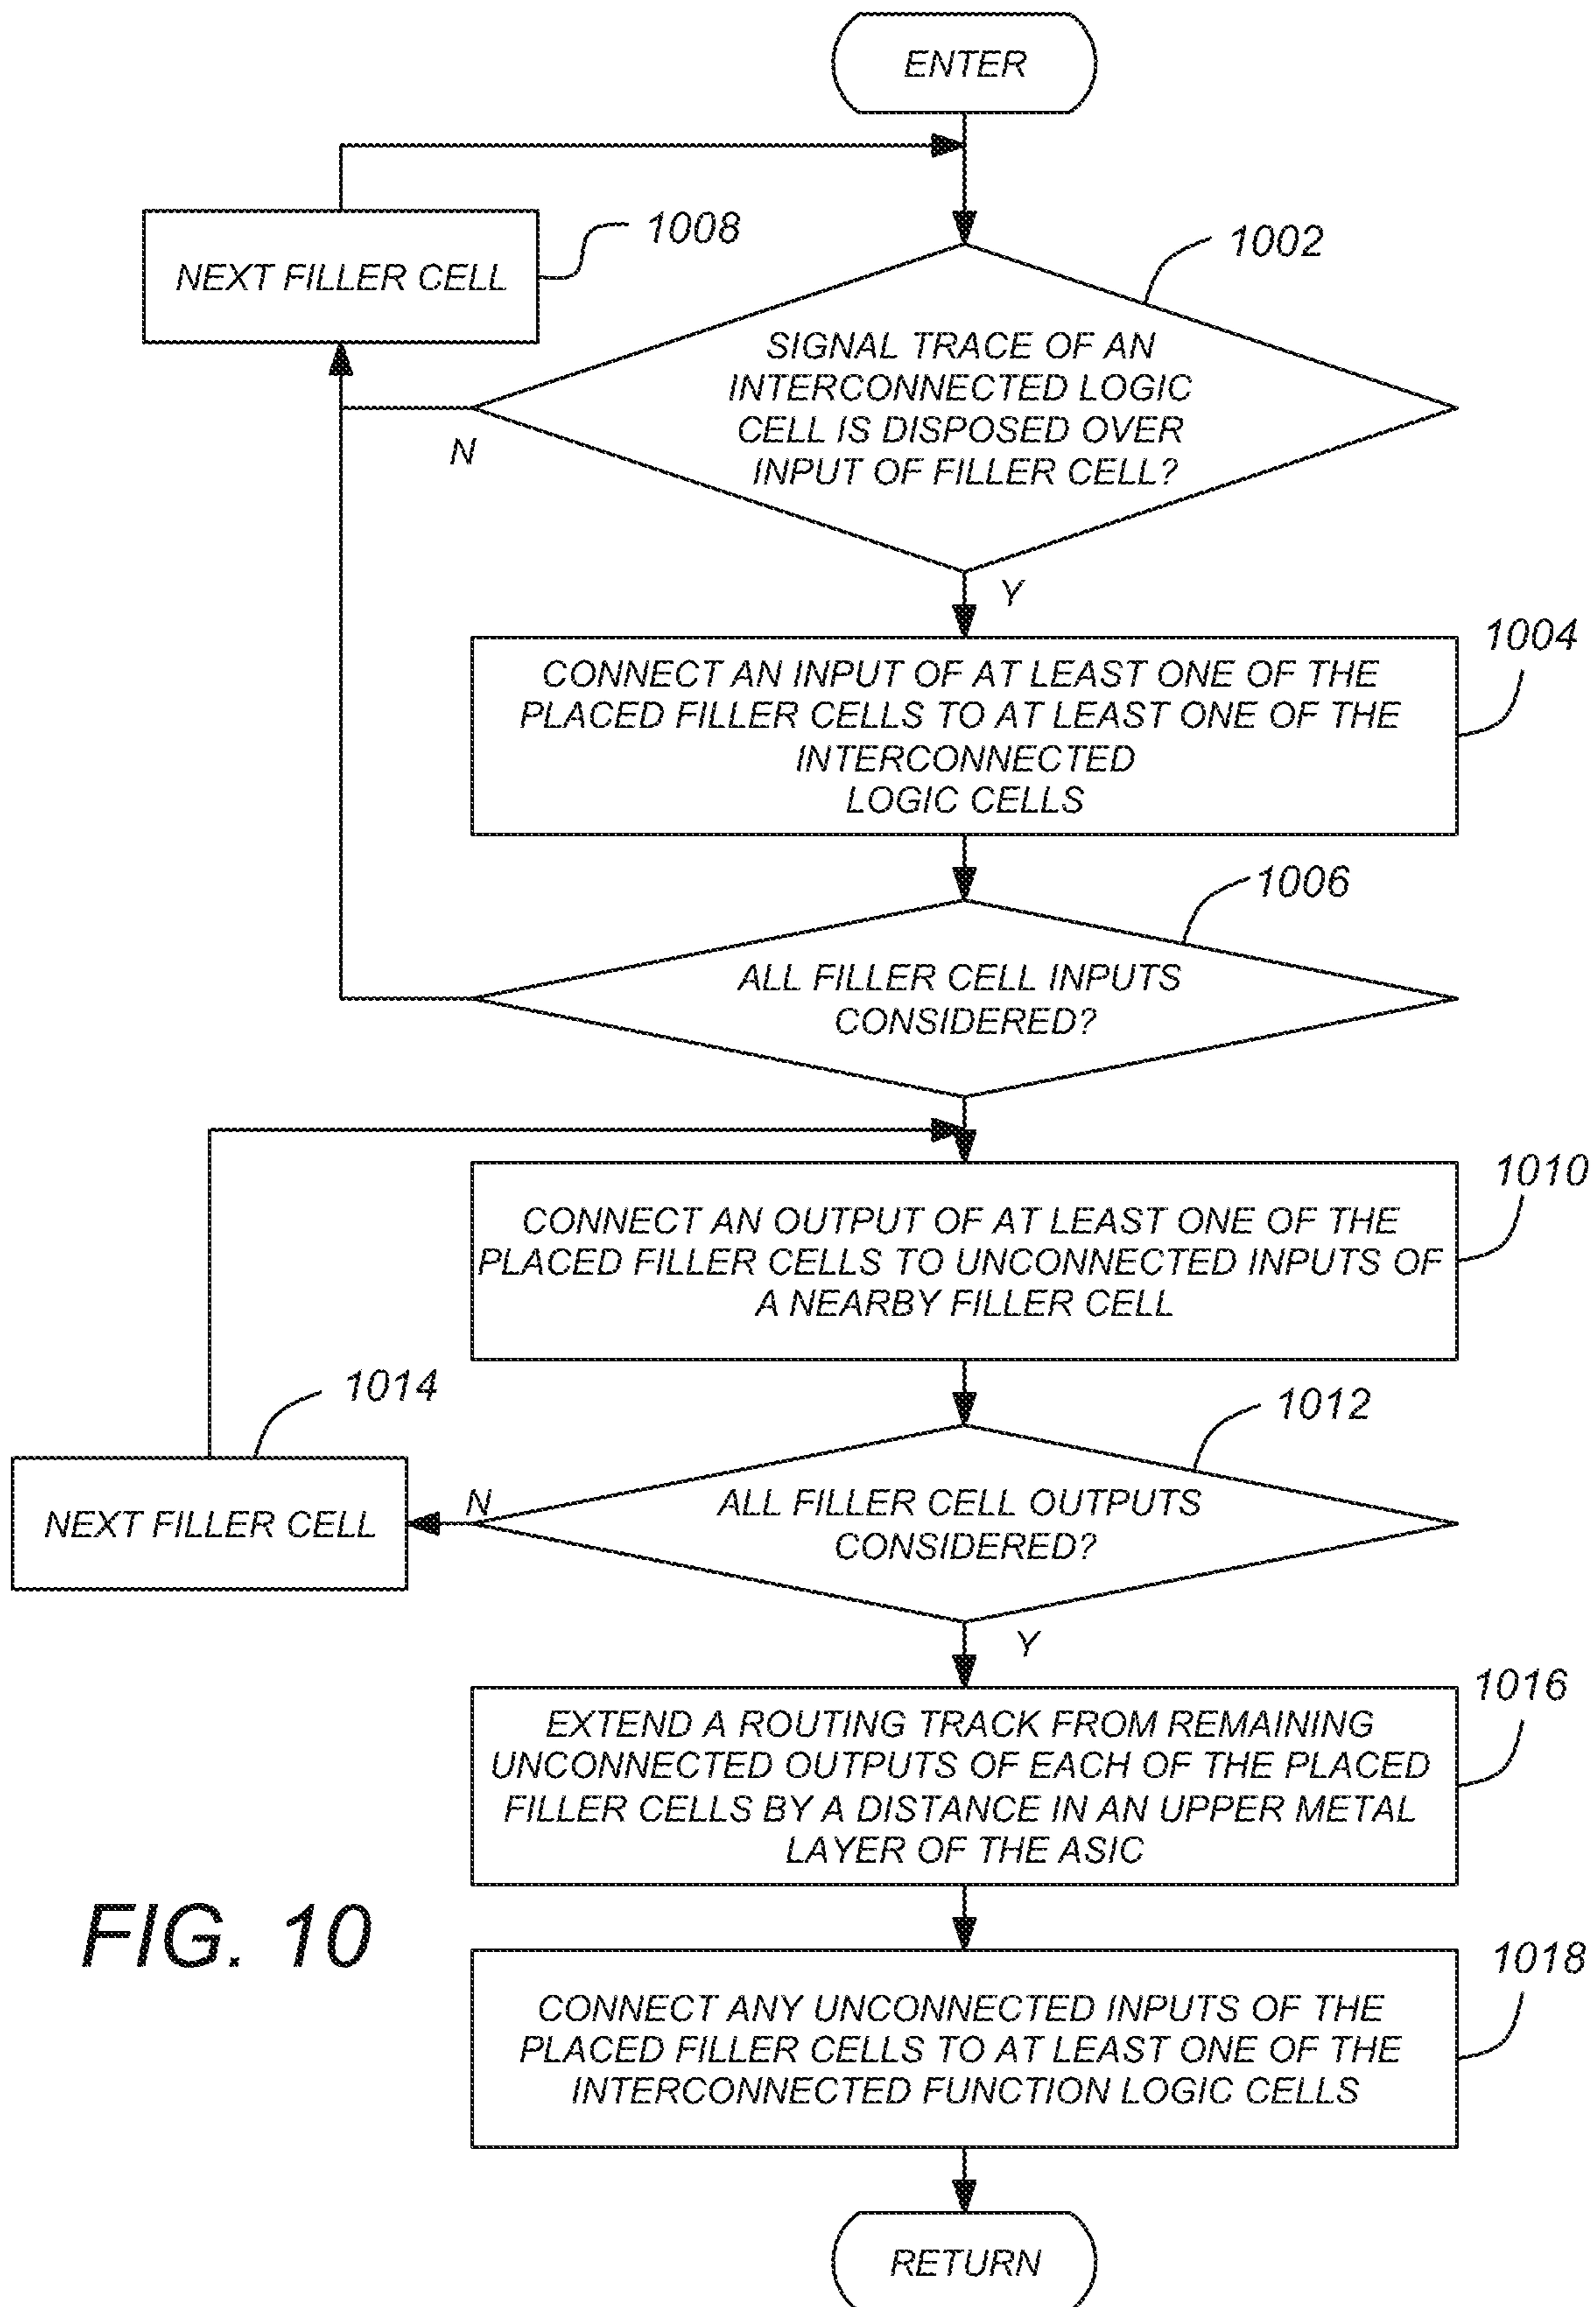 ENTER
1008
NEXT FILLER CELL
1002
SIGNAL TRACE OF AN
INTERCONNECTED LOGIC
CELL IS DISPOSED OVER
INPUT OF FILLER CELL?
N
Y
1004
CONNECT AN INPUT OF AT LEAST ONE OF THE
PLACED FILLER CELLS TO AT LEAST ONE OF THE
INTERCONNECTED
LOGIC CELLS
1006
ALL FILLER CELL INPUTS
CONSIDERED?
1010
CONNECT AN OUTPUT OF AT LEAST ONE OF THE
PLACED FILLER CELLS TO UNCONNECTED INPUTS OF
A NEARBY FILLER CELL
1014
1012
NEXT FILLER CELL
N
ALL FILLER CELL OUTPUTS
CONSIDERED?
Y
1016
EXTEND A ROUTING TRACK FROM REMAINING
UNCONNECTED OUTPUTS OF EACH OF THE PLACED
FILLER CELLS BY A DISTANCE IN AN UPPER METAL
LAYER OF THE ASIC
FIG. 10
1018
CONNECT ANY UNCONNECTED INPUTS OF THE
PLACED FILLER CELLS TO AT LEAST ONE OF THE
INTERCONNECTED FUNCTION LOGIC CELLS
RETURN